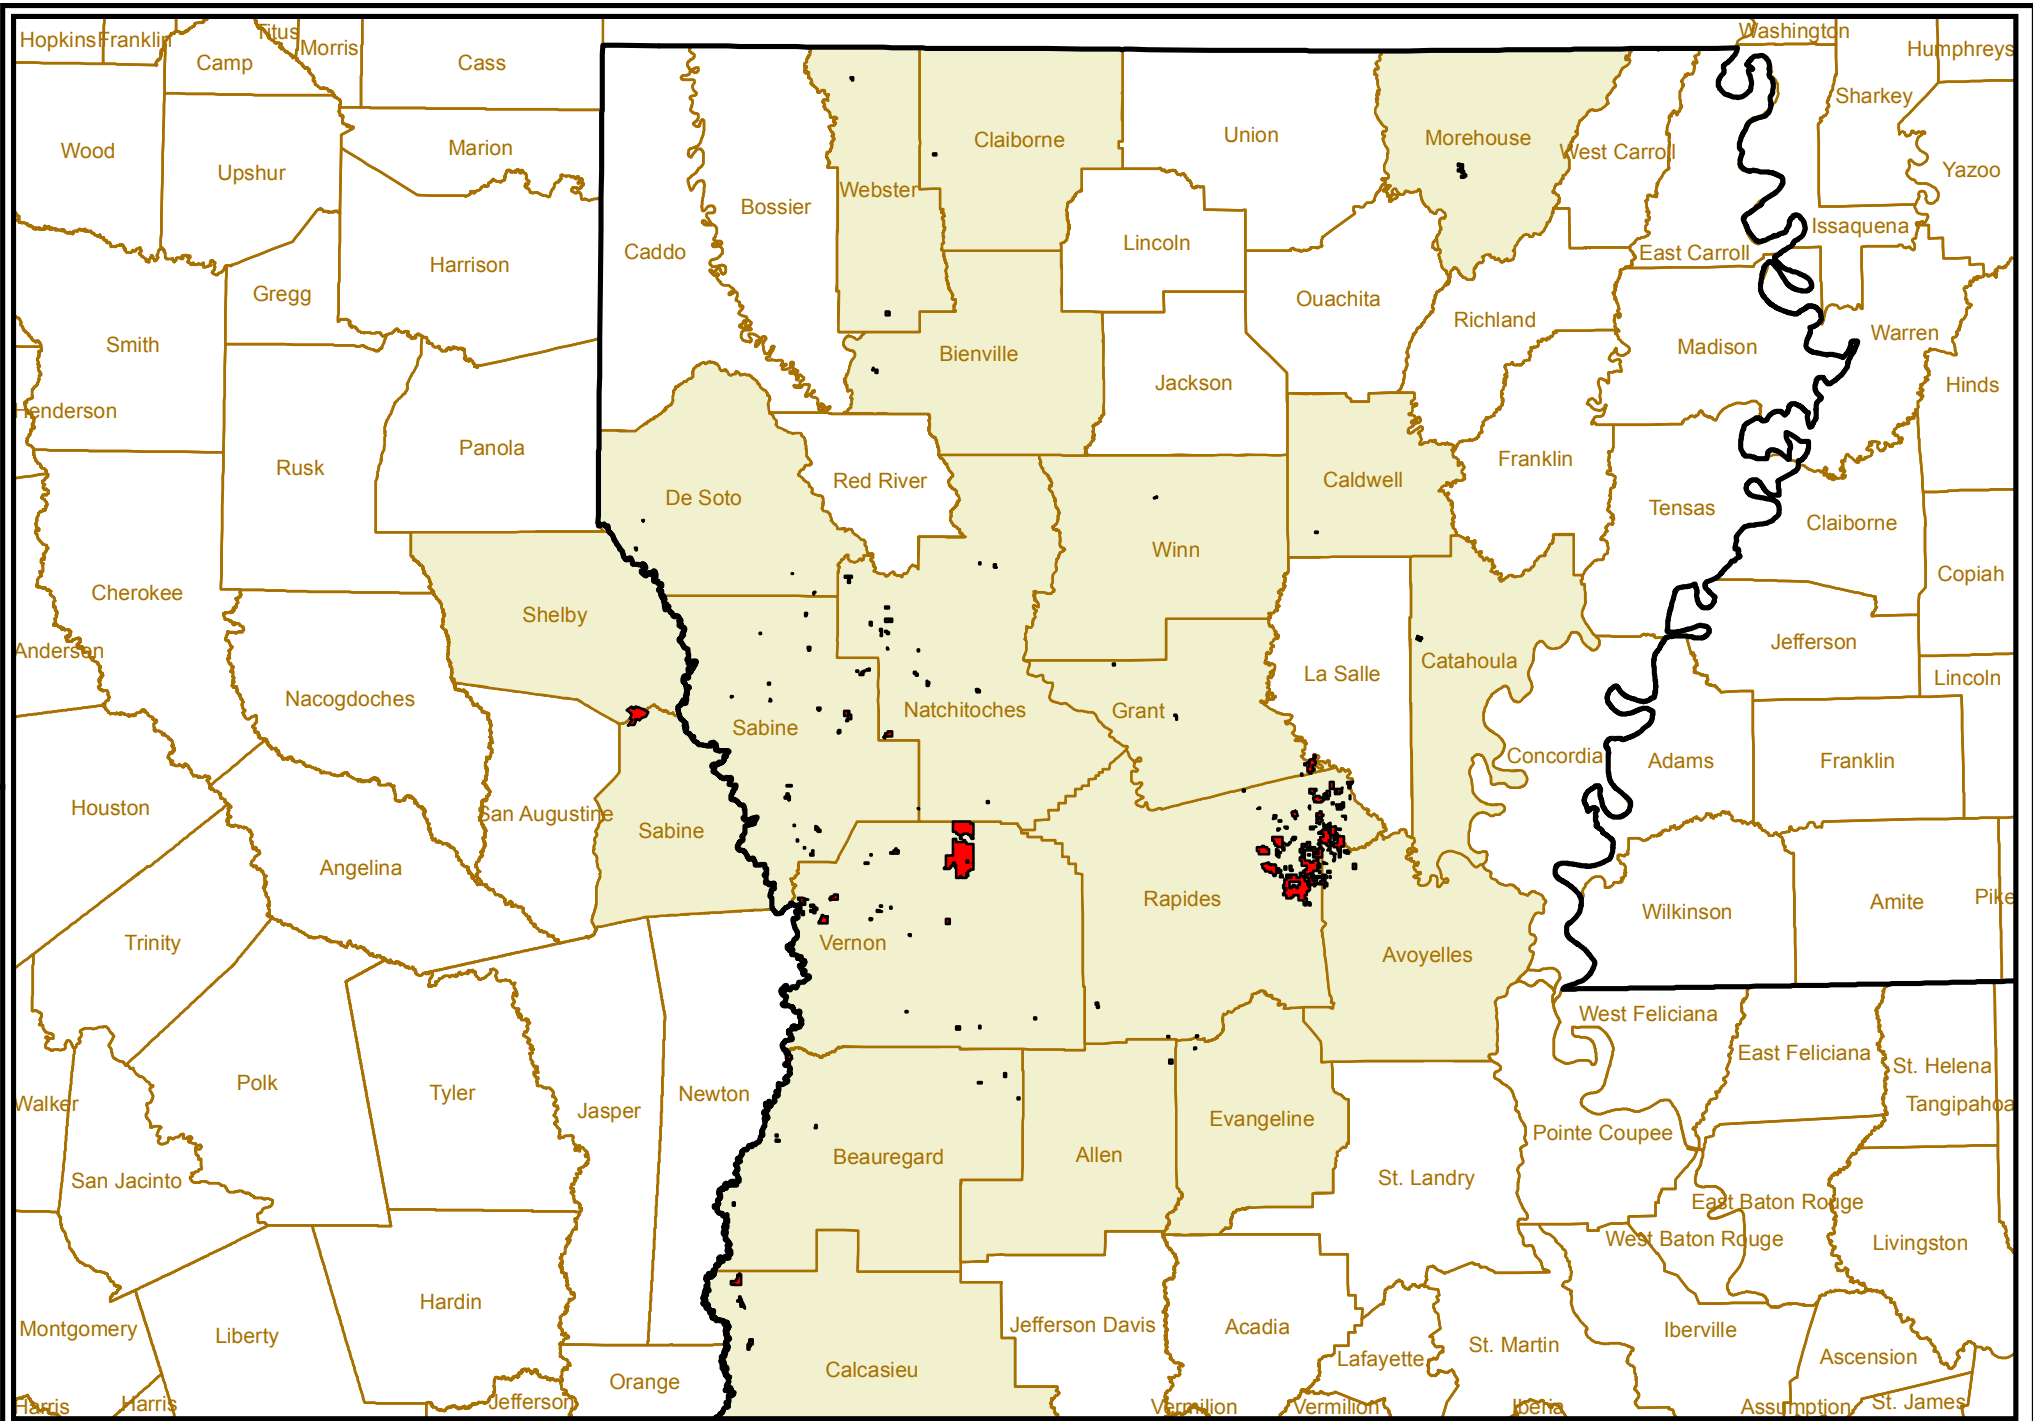 Hopkins
Franklin
Titus
Morris
Camp
Cass
Washington
Humphreys
Sharkey
Wood
Upshur
Marion
Claiborne
Union
Morehouse
West Carroll
Yazoo
Webster
Bossier
Issaquena
Caddo
Lincoln
East Carroll
Harrison
Gregg
Ouachita
Richland
Warren
Smith
Bienville
Madison
Jackson
Hinds
Henderson
Panola
Rusk
Red River
De Soto
Caldwell
Franklin
Tensas
Claiborne
Winn
Copiah
Cherokee
Shelby
Anderson
Jefferson
Catahoula
La Salle
Lincoln
Nacogdoches
Natchitoches
Grant
Sabine
Concordia
Adams
Franklin
Houston
San Augustine
Sabine
Angelina
Rapides
Wilkinson
Amite
Pike
Trinity
Vernon
Avoyelles
West Feliciana
East Feliciana
St. Helena
Polk
Tyler
Newton
Walker
Jasper
Tangipahoa
Evangeline
Pointe Coupee
Beauregard
Allen
San Jacinto
St. Landry
East Baton Rouge
West Baton Rouge
Livingston
Hardin
Montgomery
Liberty
Jefferson Davis
Acadia
Iberville
St. Martin
Lafayette
Ascension
Calcasieu
Orange
Harris
Harris
Jefferson
Vermilion
Vermilion
Iberia
Assumption
St. James